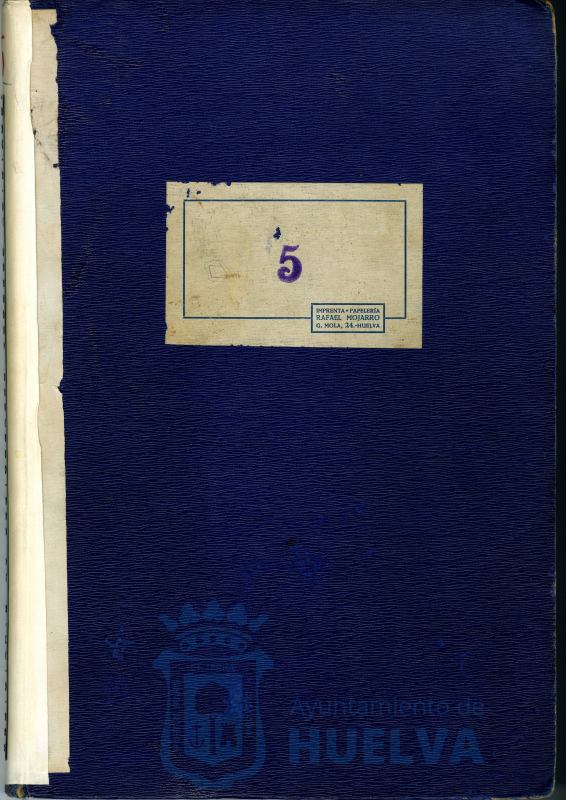 5
IMPRENTA • PAPELERÍA
RAFAEL MOJARRO
G. MOLA, 24.-HUELVA
Ayuntamiento de
HUELVA